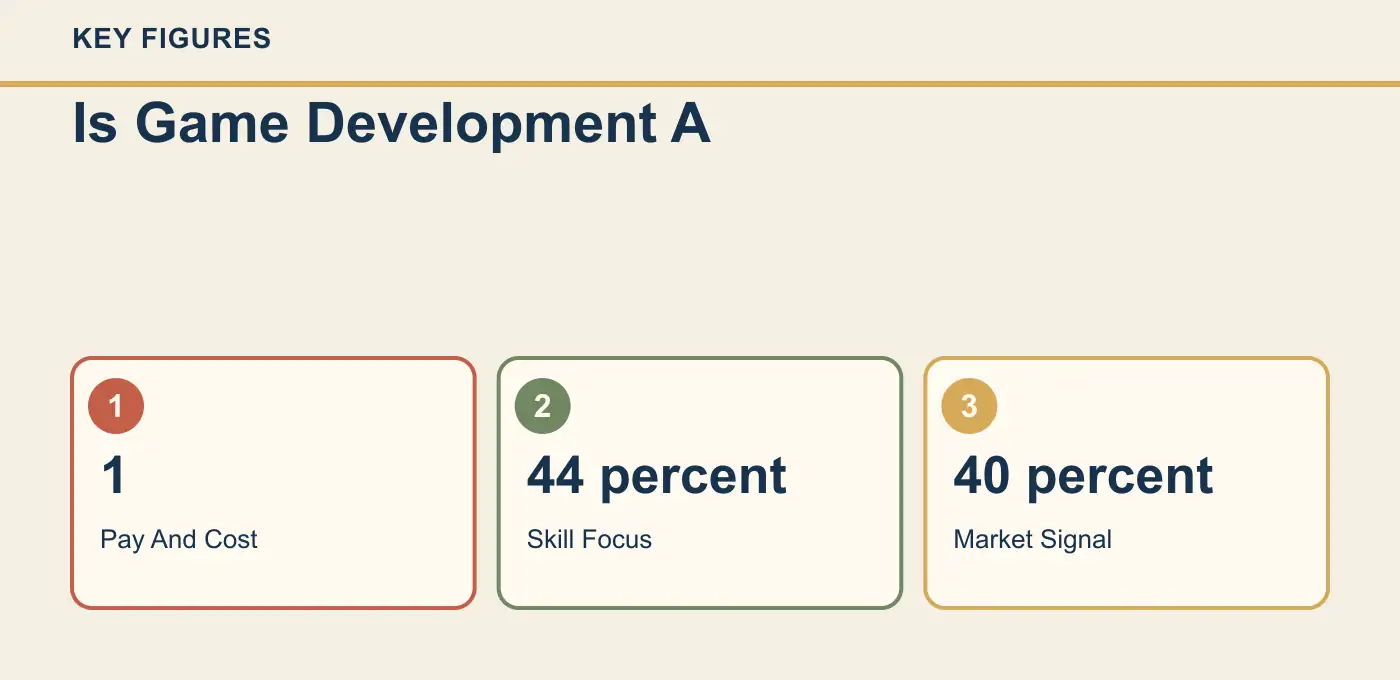 KEY FIGURES
Is Game Development A
1
1
Pay And Cost
2
44 percent
Skill Focus
3
40 percent
Market Signal